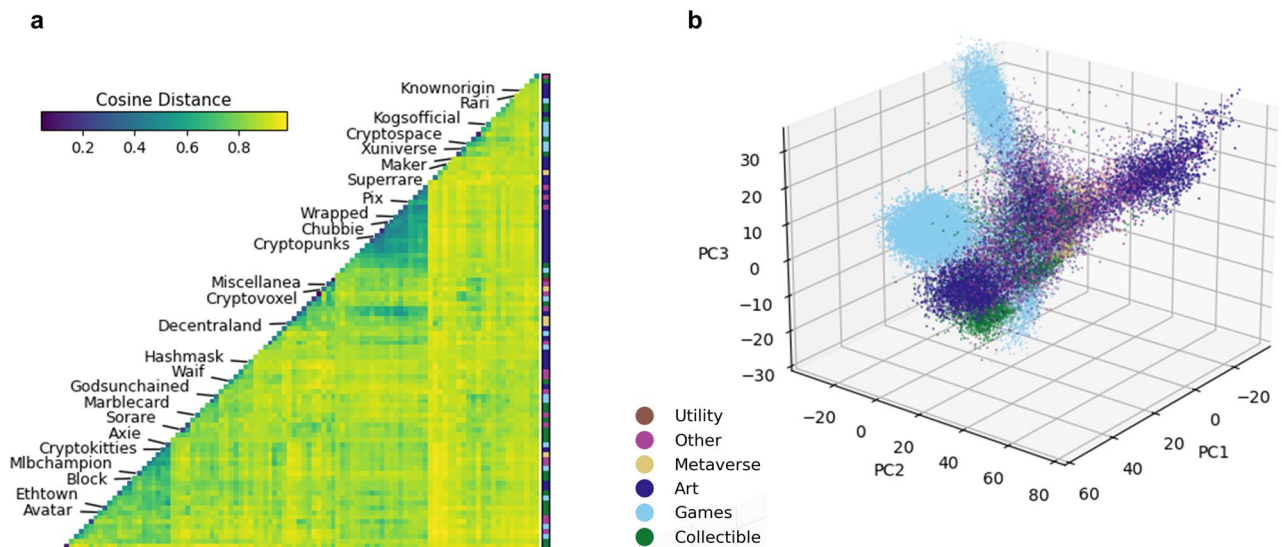 a
Cosine Distance
0.2 0.4 0.6 0.8
Knownorigin
Rari
Kogsofficial
Cryptospace
Xuniverse
Maker
Superrare
Pix
Wrapped
Chubbie
Cryptopunks
Miscellanea
Cryptovoxel
Decentraland
Hashmask
Waif
Godsunchained
Marblecard
Sorare
Axie
Cryptokitties
Mlbchampion
Block
Ethtown
Avatar
b
PC3
30
20
10
0
−10
−20
−30
−20 0 20 40 60 80
PC2
−20
0
20
40
60
PC1
Utility
Other
Metaverse
Art
Games
Collectible